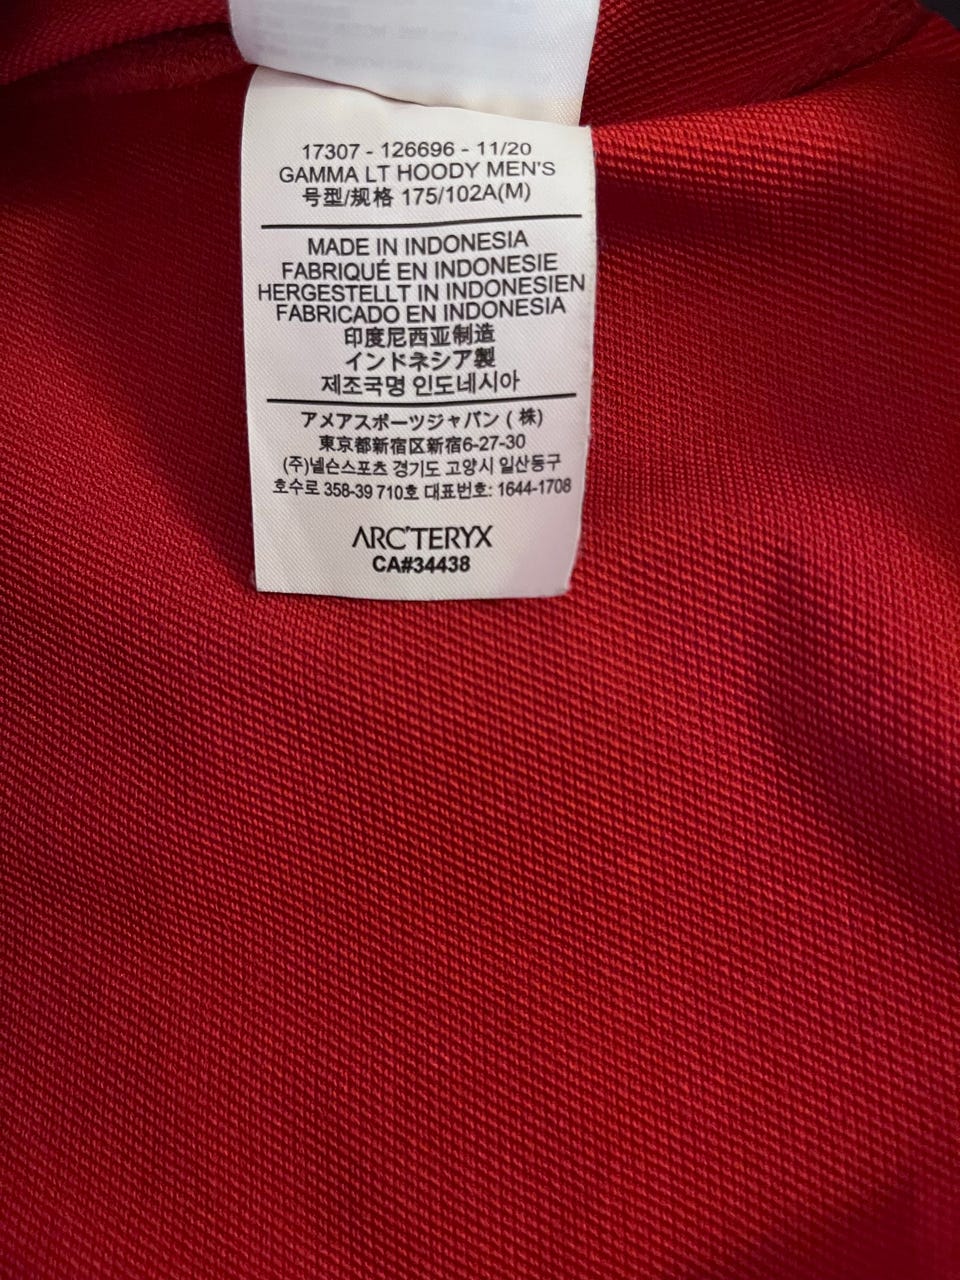 17307 - 126696 - 11/20
GAMMA LT HOODY MEN'S
号型/规格 175/102A(M)
MADE IN INDONESIA
FABRIQUÉ EN INDONESIE
HERGESTELLT IN INDONESIEN
FABRICADO EN INDONESIA
印度尼西亚制造
インドネシア製
제조국명 인도네시아
アメアスポーツジャパン ( 株)
東京都新宿区新宿6-27-30
(주)넬슨스포츠 경기도 고양시 일산동구
호수로 358-39 710호 대표번호: 1644-1708
ARC'TERYX
CA#34438